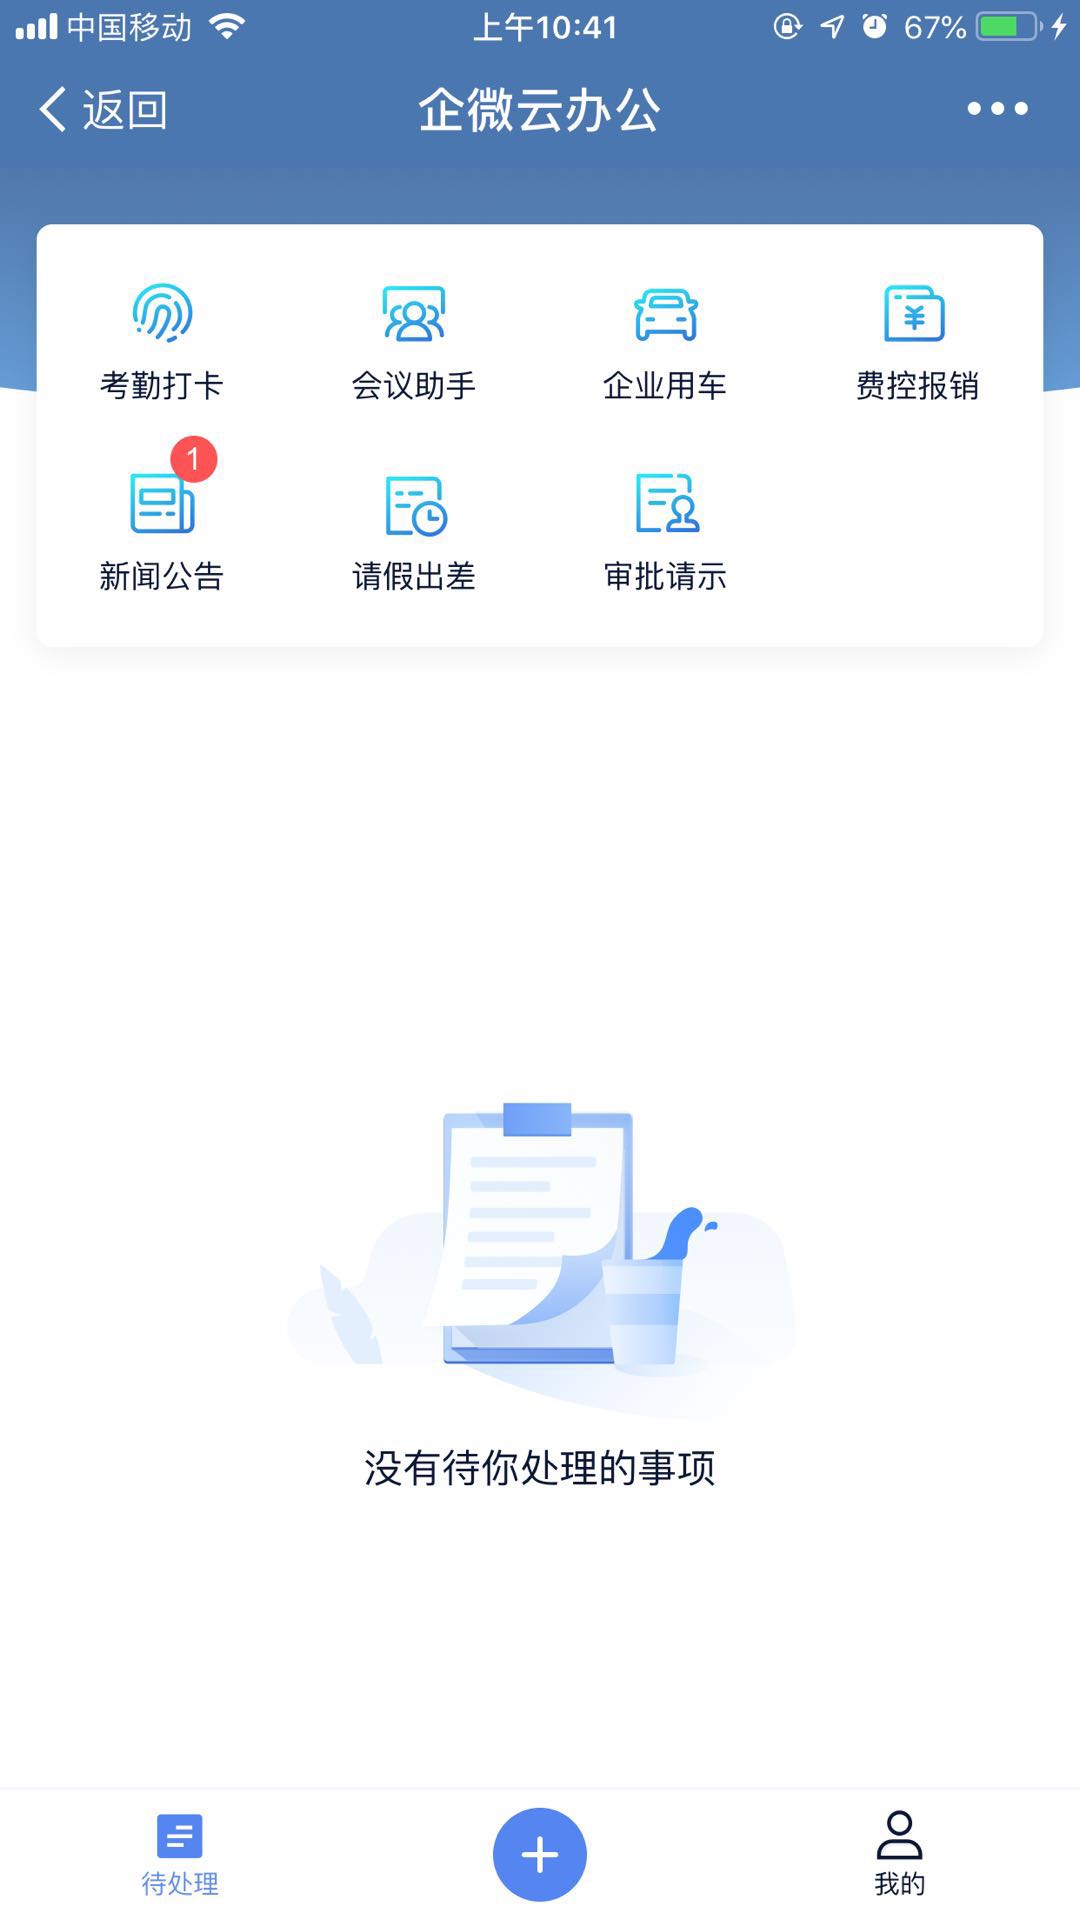 中国移动 上午10:41 67%
返回 企微云办公
考勤打卡 会议助手 企业用车 费控报销
1
新闻公告 请假出差 审批请示
没有待你处理的事项
待处理 我的